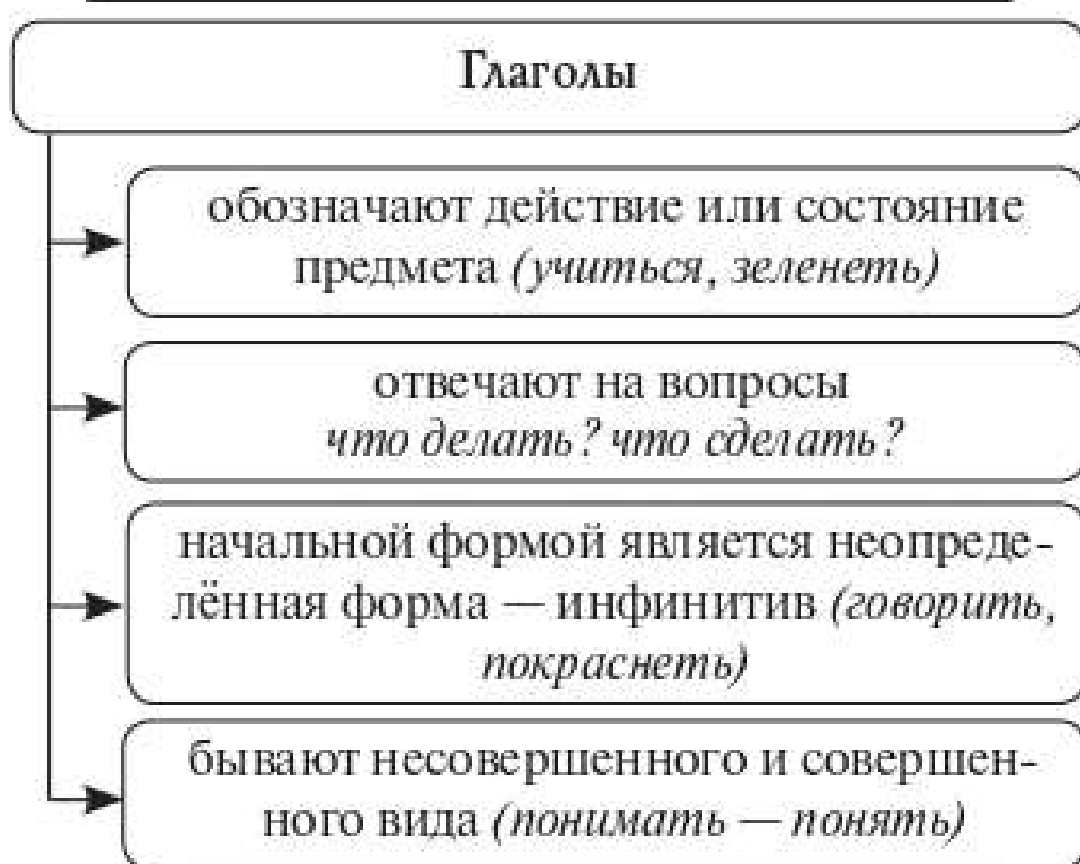 Глаголы
обозначают действие или состояние
предмета (учиться, зеленеть)
отвечают на вопросы
что делать? что сделать?
начальной формой является неопреде-
лённая форма — инфинитив (говорить,
покраснеть)
бывают несовершенного и совершен-
ного вида (понимать — понять)